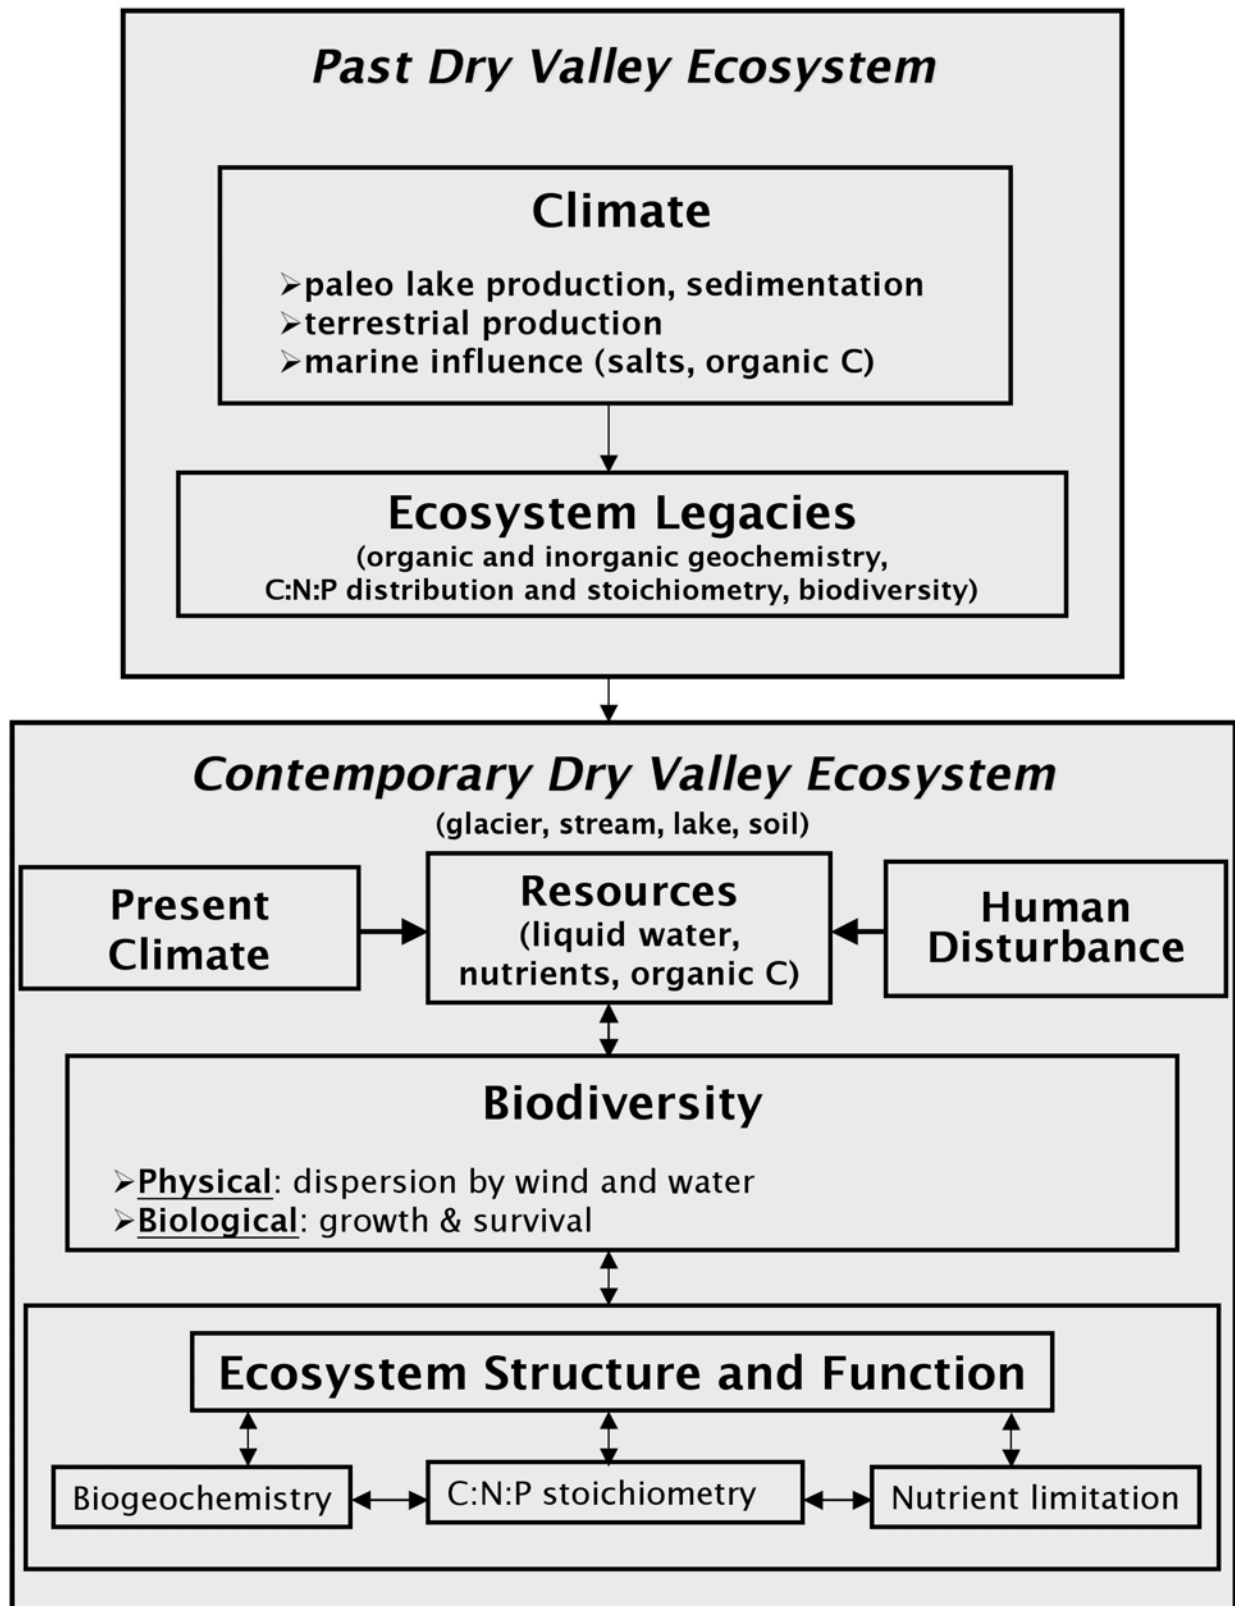 Past Dry Valley Ecosystem
Climate
➢paleo lake production, sedimentation
➢terrestrial production
➢marine influence (salts, organic C)
Ecosystem Legacies
(organic and inorganic geochemistry,
C:N:P distribution and stoichiometry, biodiversity)
Contemporary Dry Valley Ecosystem
(glacier, stream, lake, soil)
Present
Climate
Resources
(liquid water,
nutrients, organic C)
Human
Disturbance
Biodiversity
➢Physical: dispersion by wind and water
➢Biological: growth & survival
Ecosystem Structure and Function
Biogeochemistry
C:N:P stoichiometry
Nutrient limitation